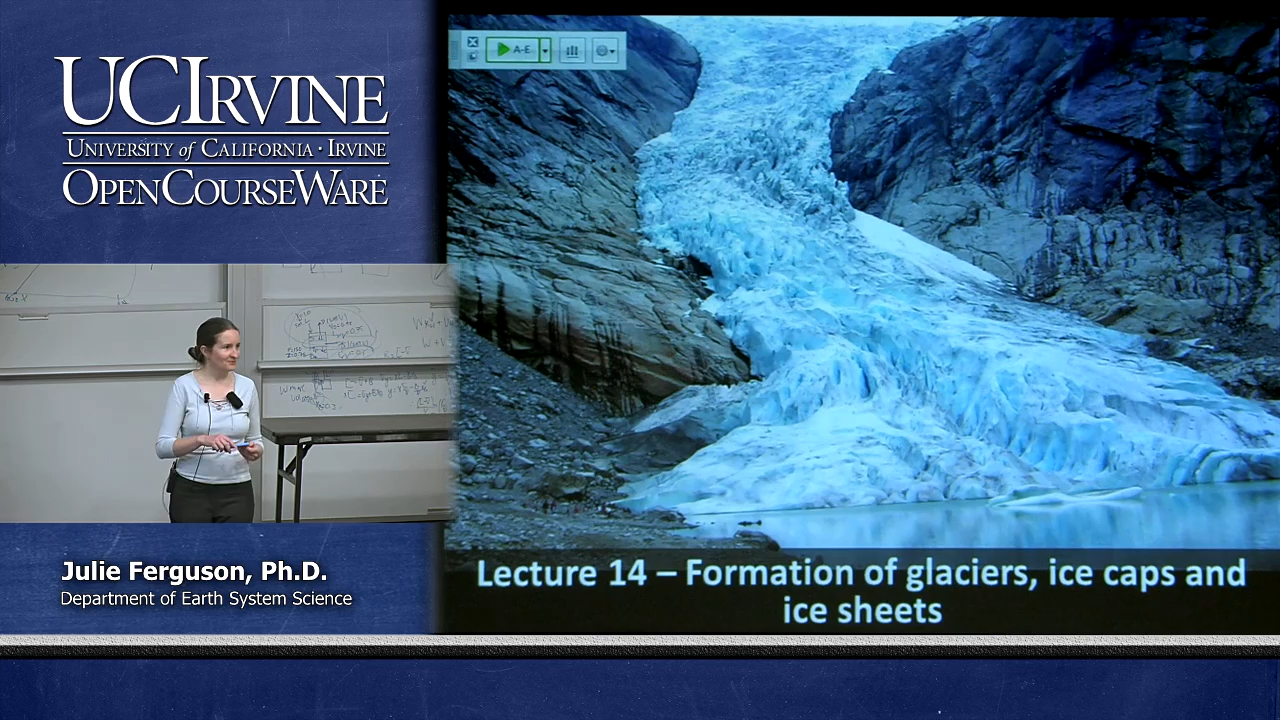 UCIRVINE
UNIVERSITY of CALIFORNIA · IRVINE
OPENCOURSEWARE
A-E
Julie Ferguson, Ph.D.
Department of Earth System Science
Lecture 14 – Formation of glaciers, ice caps and
ice sheets